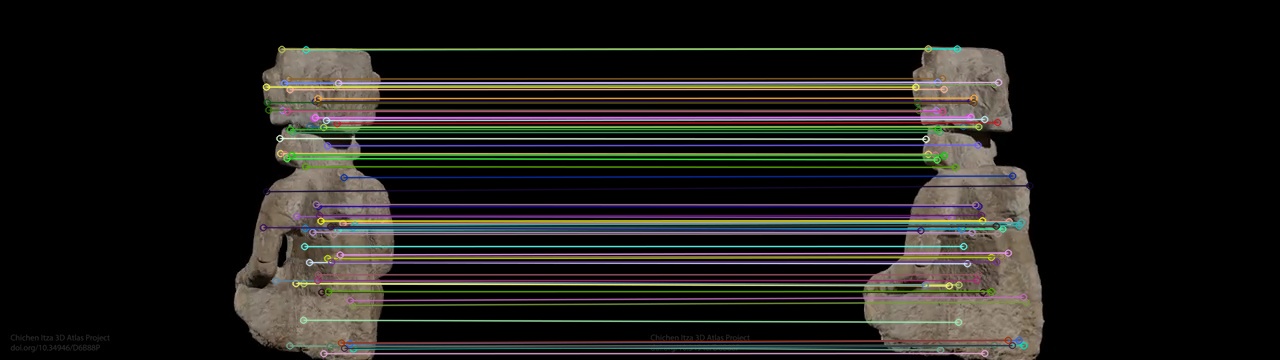 Chichen Itza 3D Atlas Project
doi.org/10.34946/D6888P
Chichen Itza 3D Atlas Project